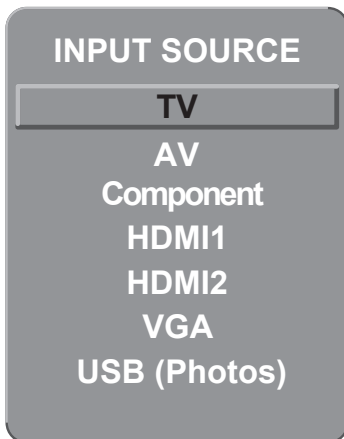 INPUT SOURCE
TV
AV
Component
HDMI1
HDMI2
VGA
USB (Photos)